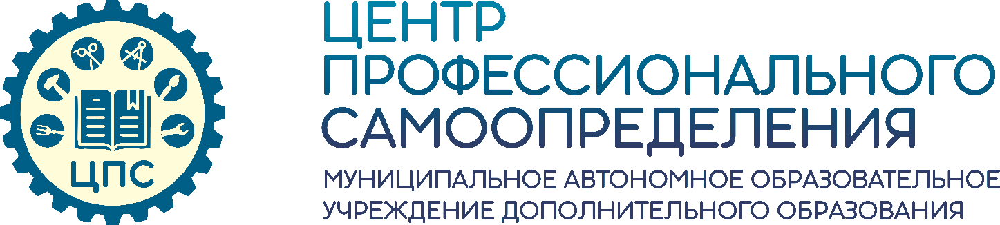 ЦПС
ЦЕНТР
ПРОФЕССИОНАЛЬНОГО
САМООПРЕДЕЛЕНИЯ
МУНИЦИПАЛЬНОЕ АВТОНОМНОЕ ОБРАЗОВАТЕЛЬНОЕ
УЧРЕЖДЕНИЕ ДОПОЛНИТЕЛЬНОГО ОБРАЗОВАНИЯ